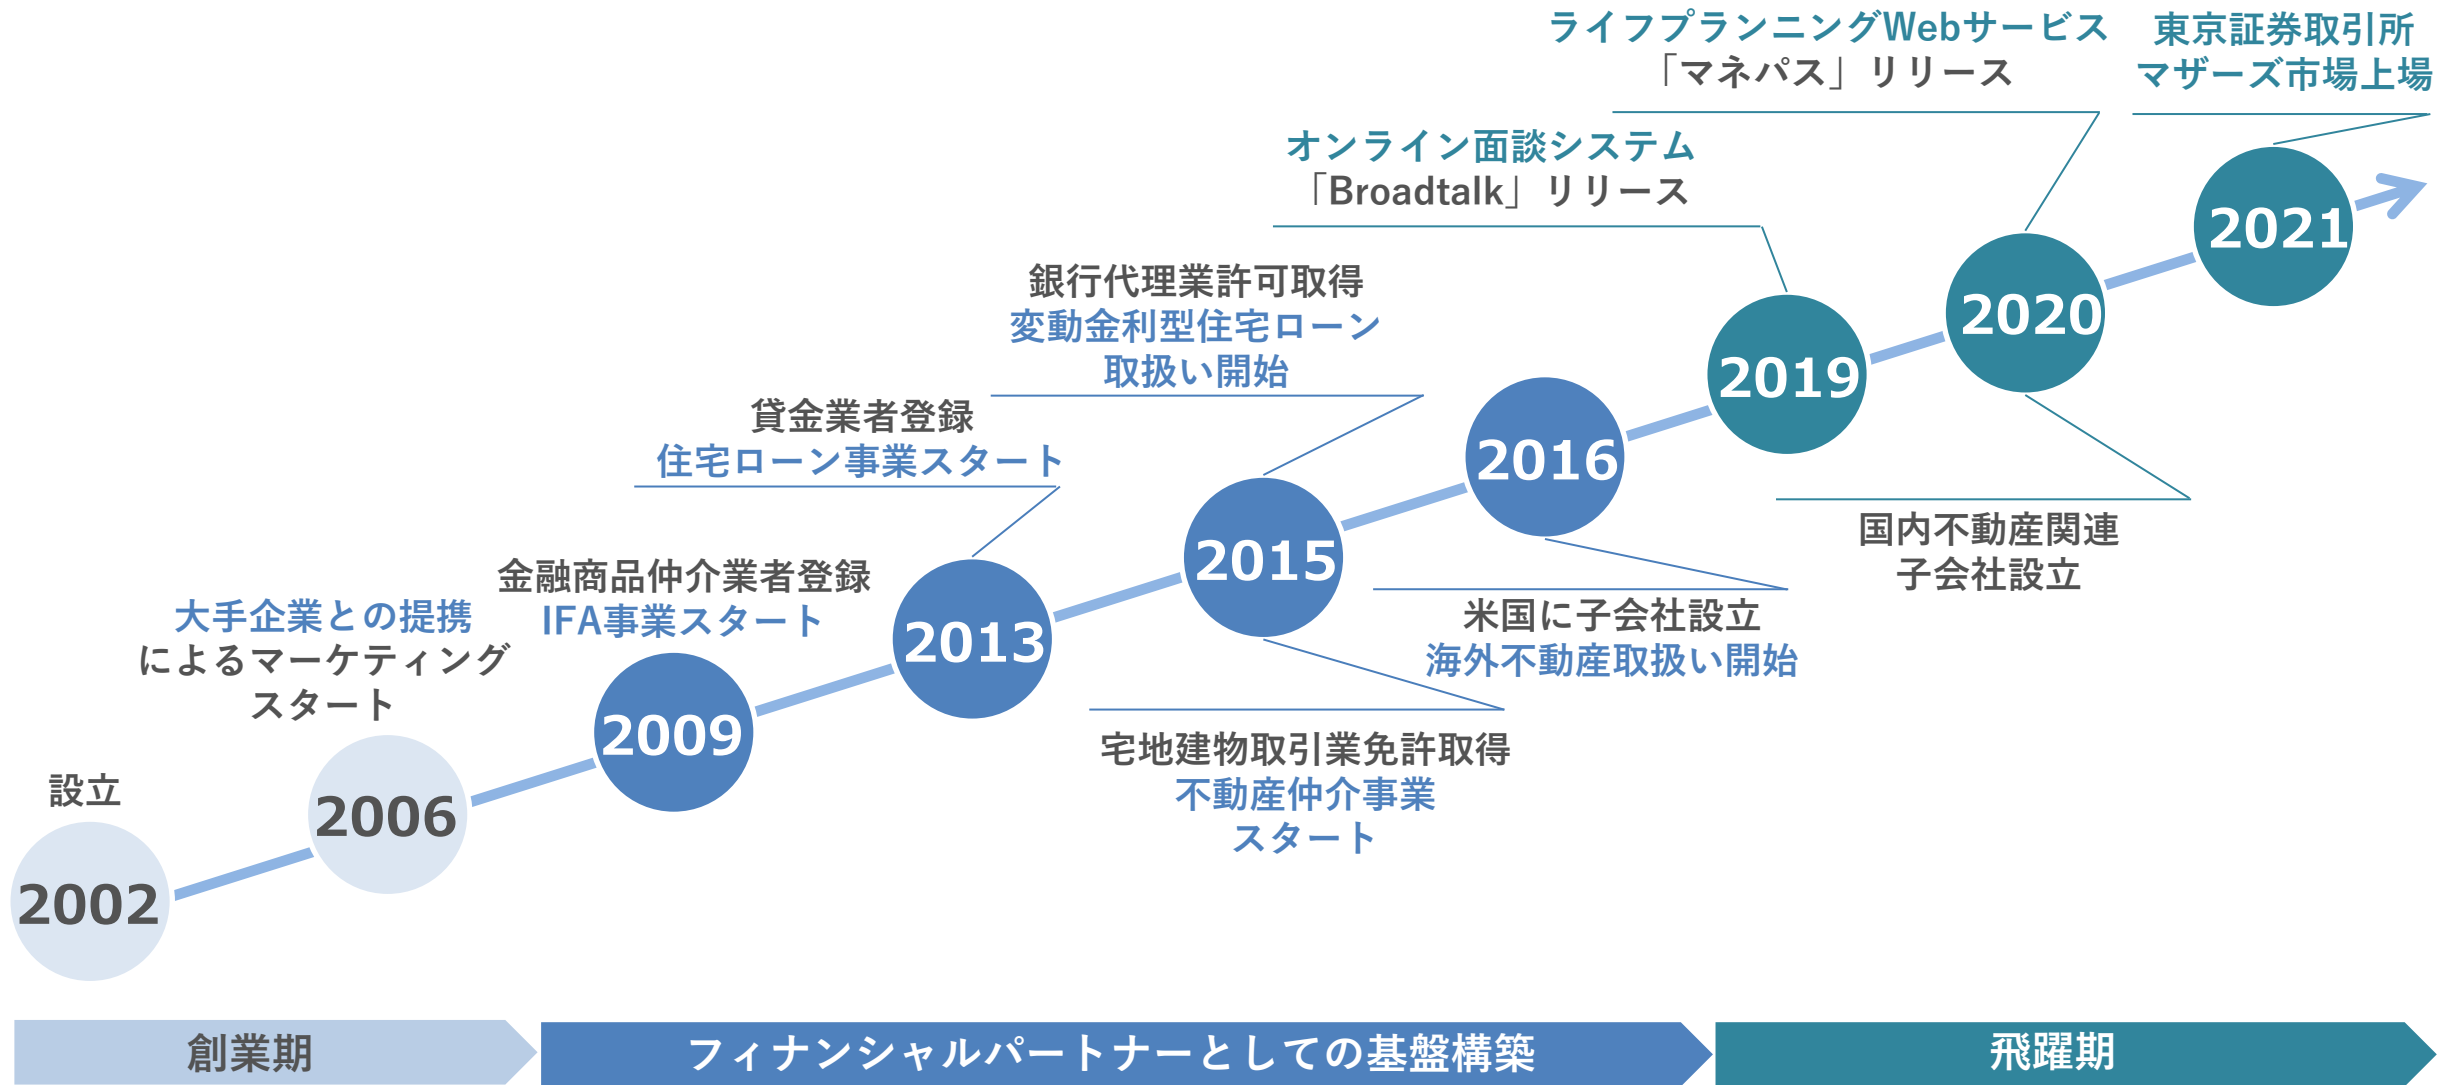 設立
2002
大手企業との提携
によるマーケティング
スタート
2006
金融商品仲介業者登録
IFA事業スタート
2009
貸金業者登録
住宅ローン事業スタート
2013
銀行代理業許可取得
変動金利型住宅ローン
取扱い開始
2015
宅地建物取引業免許取得
不動産仲介事業
スタート
2016
米国に子会社設立
海外不動産取扱い開始
オンライン面談システム
「Broadtalk」リリース
2019
ライフプランニングWebサービス
「マネパス」リリース
2020
国内不動産関連
子会社設立
東京証券取引所
マザーズ市場上場
2021
創業期
フィナンシャルパートナーとしての基盤構築
飛躍期